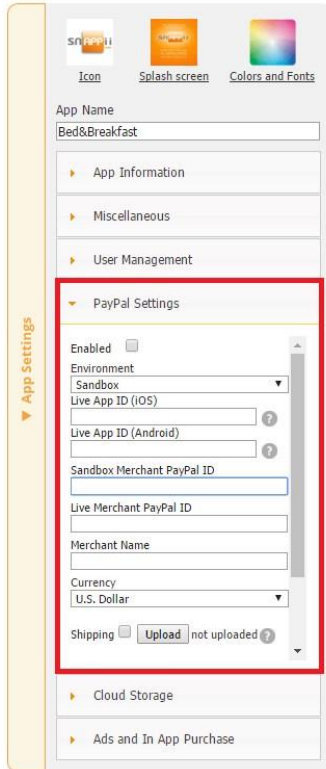 snappii
snappii
Icon
Splash screen
Colors and Fonts
App Name
Bed&Breakfast
App Information
Miscellaneous
User Management
PayPal Settings
Enabled
Environment
Sandbox
Live App ID (iOS)
?
Live App ID (Android)
?
Sandbox Merchant PayPal ID
Live Merchant PayPal ID
Merchant Name
Currency
U.S. Dollar
Shipping Upload not uploaded ?
Cloud Storage
Ads and In App Purchase
App Settings